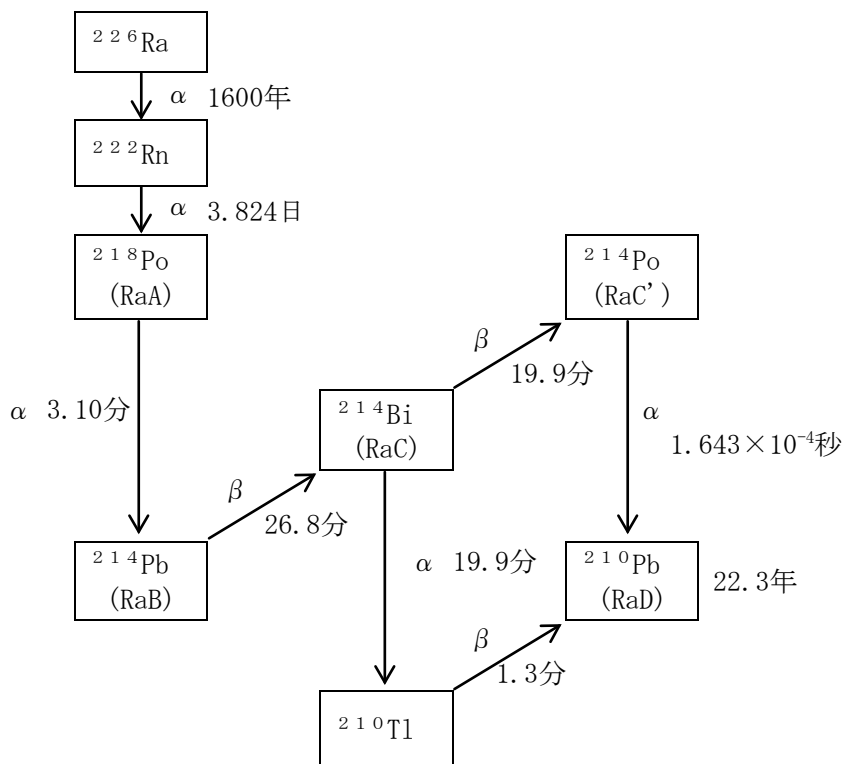 ²²⁶Ra
α 1600年
²²²Rn
α 3.824日
²¹⁸Po
(RaA)
²¹⁴Po
(RaC')
β
19.9分
α 3.10分
²¹⁴Bi
(RaC)
α
1.643×10⁻⁴秒
β
26.8分
²¹⁴Pb
(RaB)
α 19.9分
²¹⁰Pb
(RaD)
22.3年
β
1.3分
²¹⁰Tl